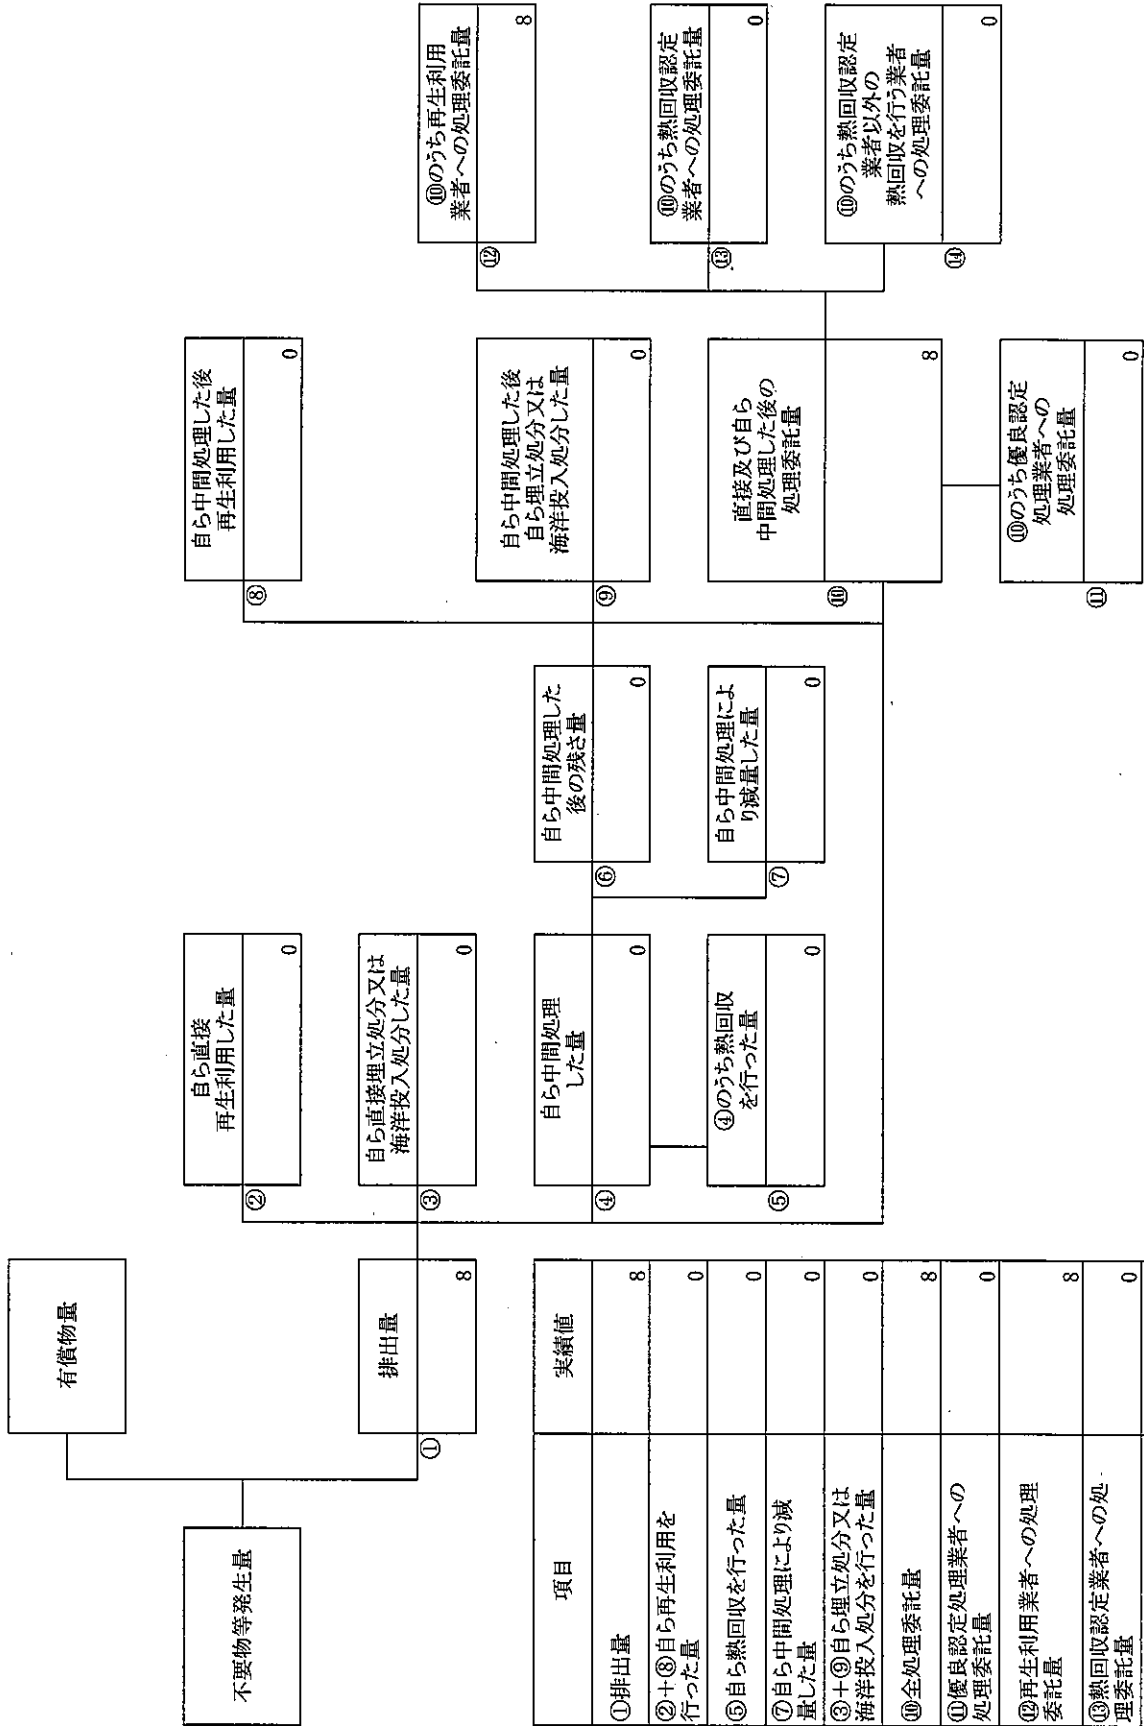 不要物等発生量
有償物量
排出量
①
8
自ら直接
再生利用した量
②
0
自ら直接埋立処分又は
海洋投入処分した量
③
0
自ら中間処理
した量
④
0
④のうち熱回収
を行った量
⑤
0
自ら中間処理した
後の残さ量
⑥
0
自ら中間処理によ
り減量した量
⑦
0
自ら中間処理した後
再生利用した量
⑧
0
自ら中間処理した後
自ら埋立処分又は
海洋投入処分した量
⑨
0
直接及び自ら
中間処理した後の
処理委託量
⑩
8
⑩のうち優良認定
処理業者への
処理委託量
⑪
0
⑩のうち再生利用
業者への処理委託量
⑫
8
⑩のうち熱回収認定
業者への処理委託量
⑬
0
⑩のうち熱回収認定
業者以外の
熱回収を行う業者
への処理委託量
⑭
0
項目 実績値
①排出量 8
②+⑧自ら再生利用を
行った量 0
⑤自ら熱回収を行った量 0
⑦自ら中間処理により減
量した量 0
③+⑨自ら埋立処分又は
海洋投入処分を行った量 0
⑩全処理委託量 8
⑪優良認定処理業者への
処理委託量 0
⑫再生利用業者への処理
委託量 8
⑬熱回収認定業者への処
理委託量 0